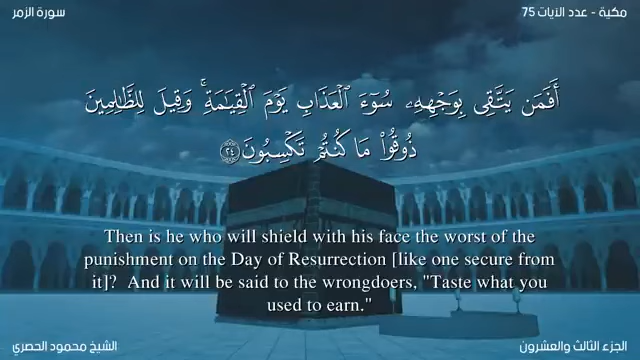 سورة الزمر
مكية - عدد الآيات 75
أَفَمَن يَتَّقِى بِوَجْهِهِۦ سُوٓءَ ٱلْعَذَابِ يَوْمَ ٱلْقِيَـٰمَةِ ۚ وَقِيلَ لِلظَّـٰلِمِينَ
ذُوقُوا۟ مَا كُنتُمْ تَكْسِبُونَ ٢٤
Then is he who will shield with his face the worst of the
punishment on the Day of Resurrection [like one secure from
it]?  And it will be said to the wrongdoers, "Taste what you
used to earn."
الشيخ محمود الحصري
الجزء الثالث والعشرون